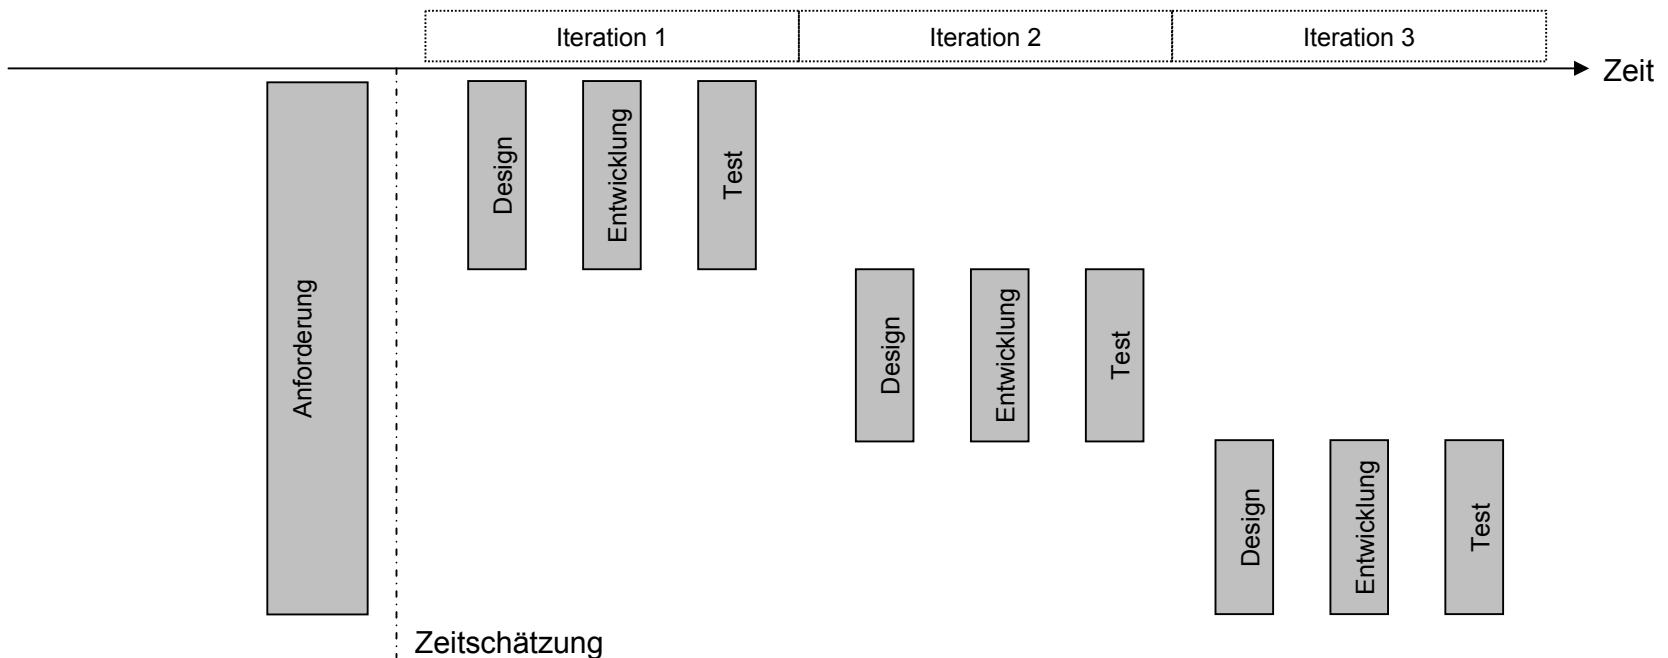 Iteration 1
Iteration 2
Iteration 3
Zeit
Anforderung
Design
Entwicklung
Test
Design
Entwicklung
Test
Design
Entwicklung
Test
Zeitschätzung